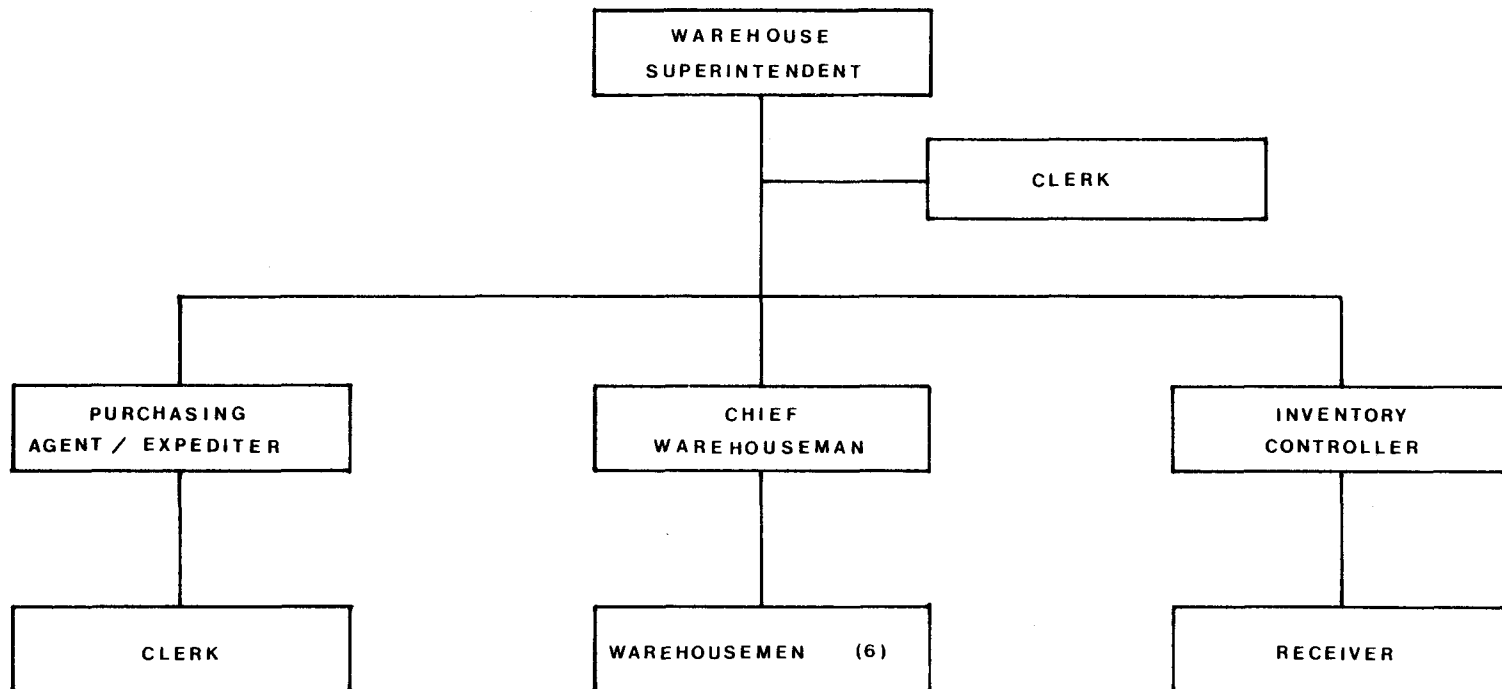 WAREHOUSE
SUPERINTENDENT
CLERK
PURCHASING
AGENT / EXPEDITER
CHIEF
WAREHOUSEMAN
INVENTORY
CONTROLLER
CLERK
WAREHOUSEMEN (6)
RECEIVER